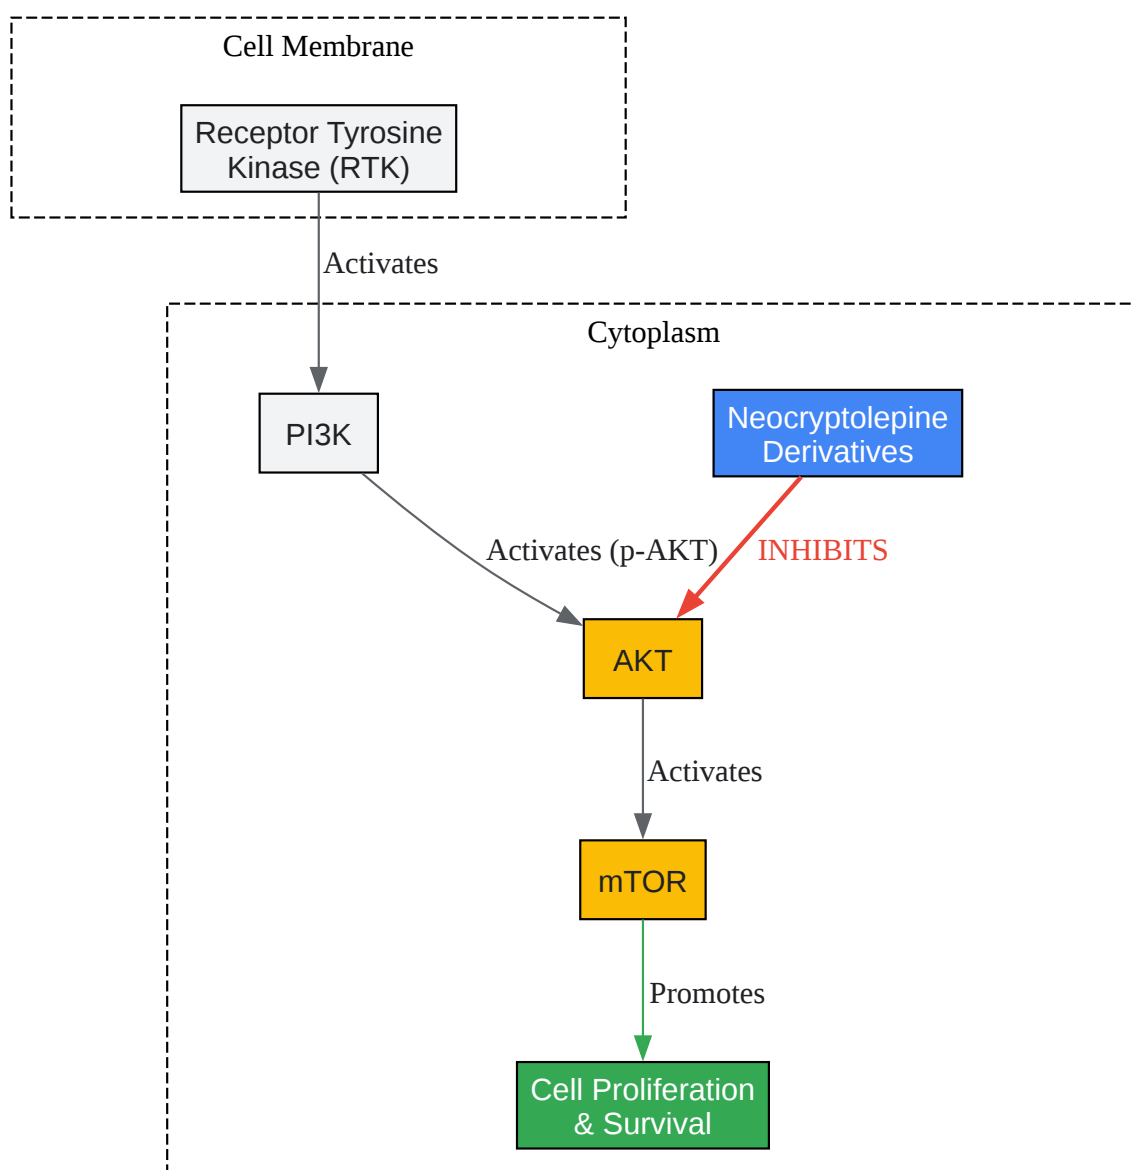 Cell Membrane
Receptor Tyrosine
Kinase (RTK)
Activates
Cytoplasm
PI3K
Neocryptolepine
Derivatives
Activates (p-AKT)
INHIBITS
AKT
Activates
mTOR
Promotes
Cell Proliferation
& Survival